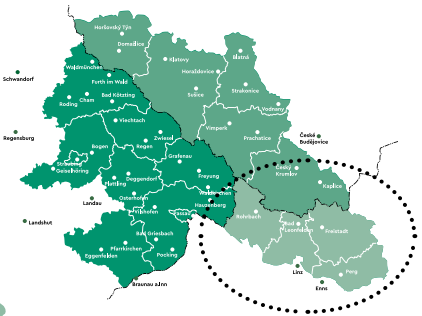 Horšovský Týn
Domažlice
Klatovy
Blatná
Waldmünchen
Horažďovice
Schwandorf
Furth im Wald
Strakonice
Sušice
Cham
Bad Kötzting
Roding
Vodňany
Viechtach
Vimperk
Regensburg
Zwiesel
Prachatice
České
Budějovice
Bogen
Regen
Grafenau
Straubing
Geiselhöring
Český
Krumlov
Deggendorf
Freyung
Plattling
Kaplice
Landau
Osterhofen
Waldkirchen
Hauzenberg
Vilshofen
Passau
Rohrbach
Landshut
Bad
Leonfelden
Freistadt
Bad Griesbach
Pfarrkirchen
Eggenfelden
Pocking
Linz
Perg
Braunau a.Inn
Enns